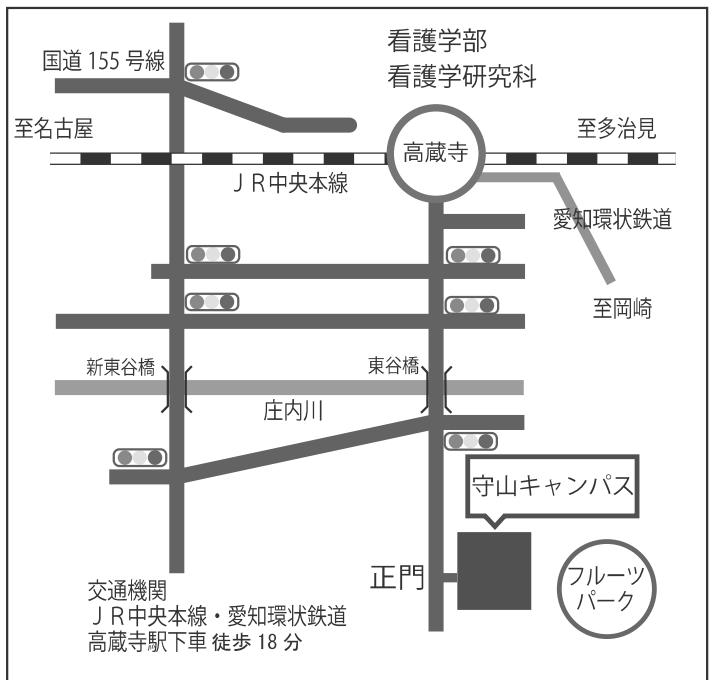 看護学部
国道155号線
看護学研究科
至名古屋
至多治見
高蔵寺
JR中央本線
愛知環状鉄道
至岡崎
新東谷橋
東谷橋
庄内川
守山キャンパス
正門
フルーツ
パーク
交通機関
JR中央本線・愛知環状鉄道
高蔵寺駅下車 徒歩 18 分